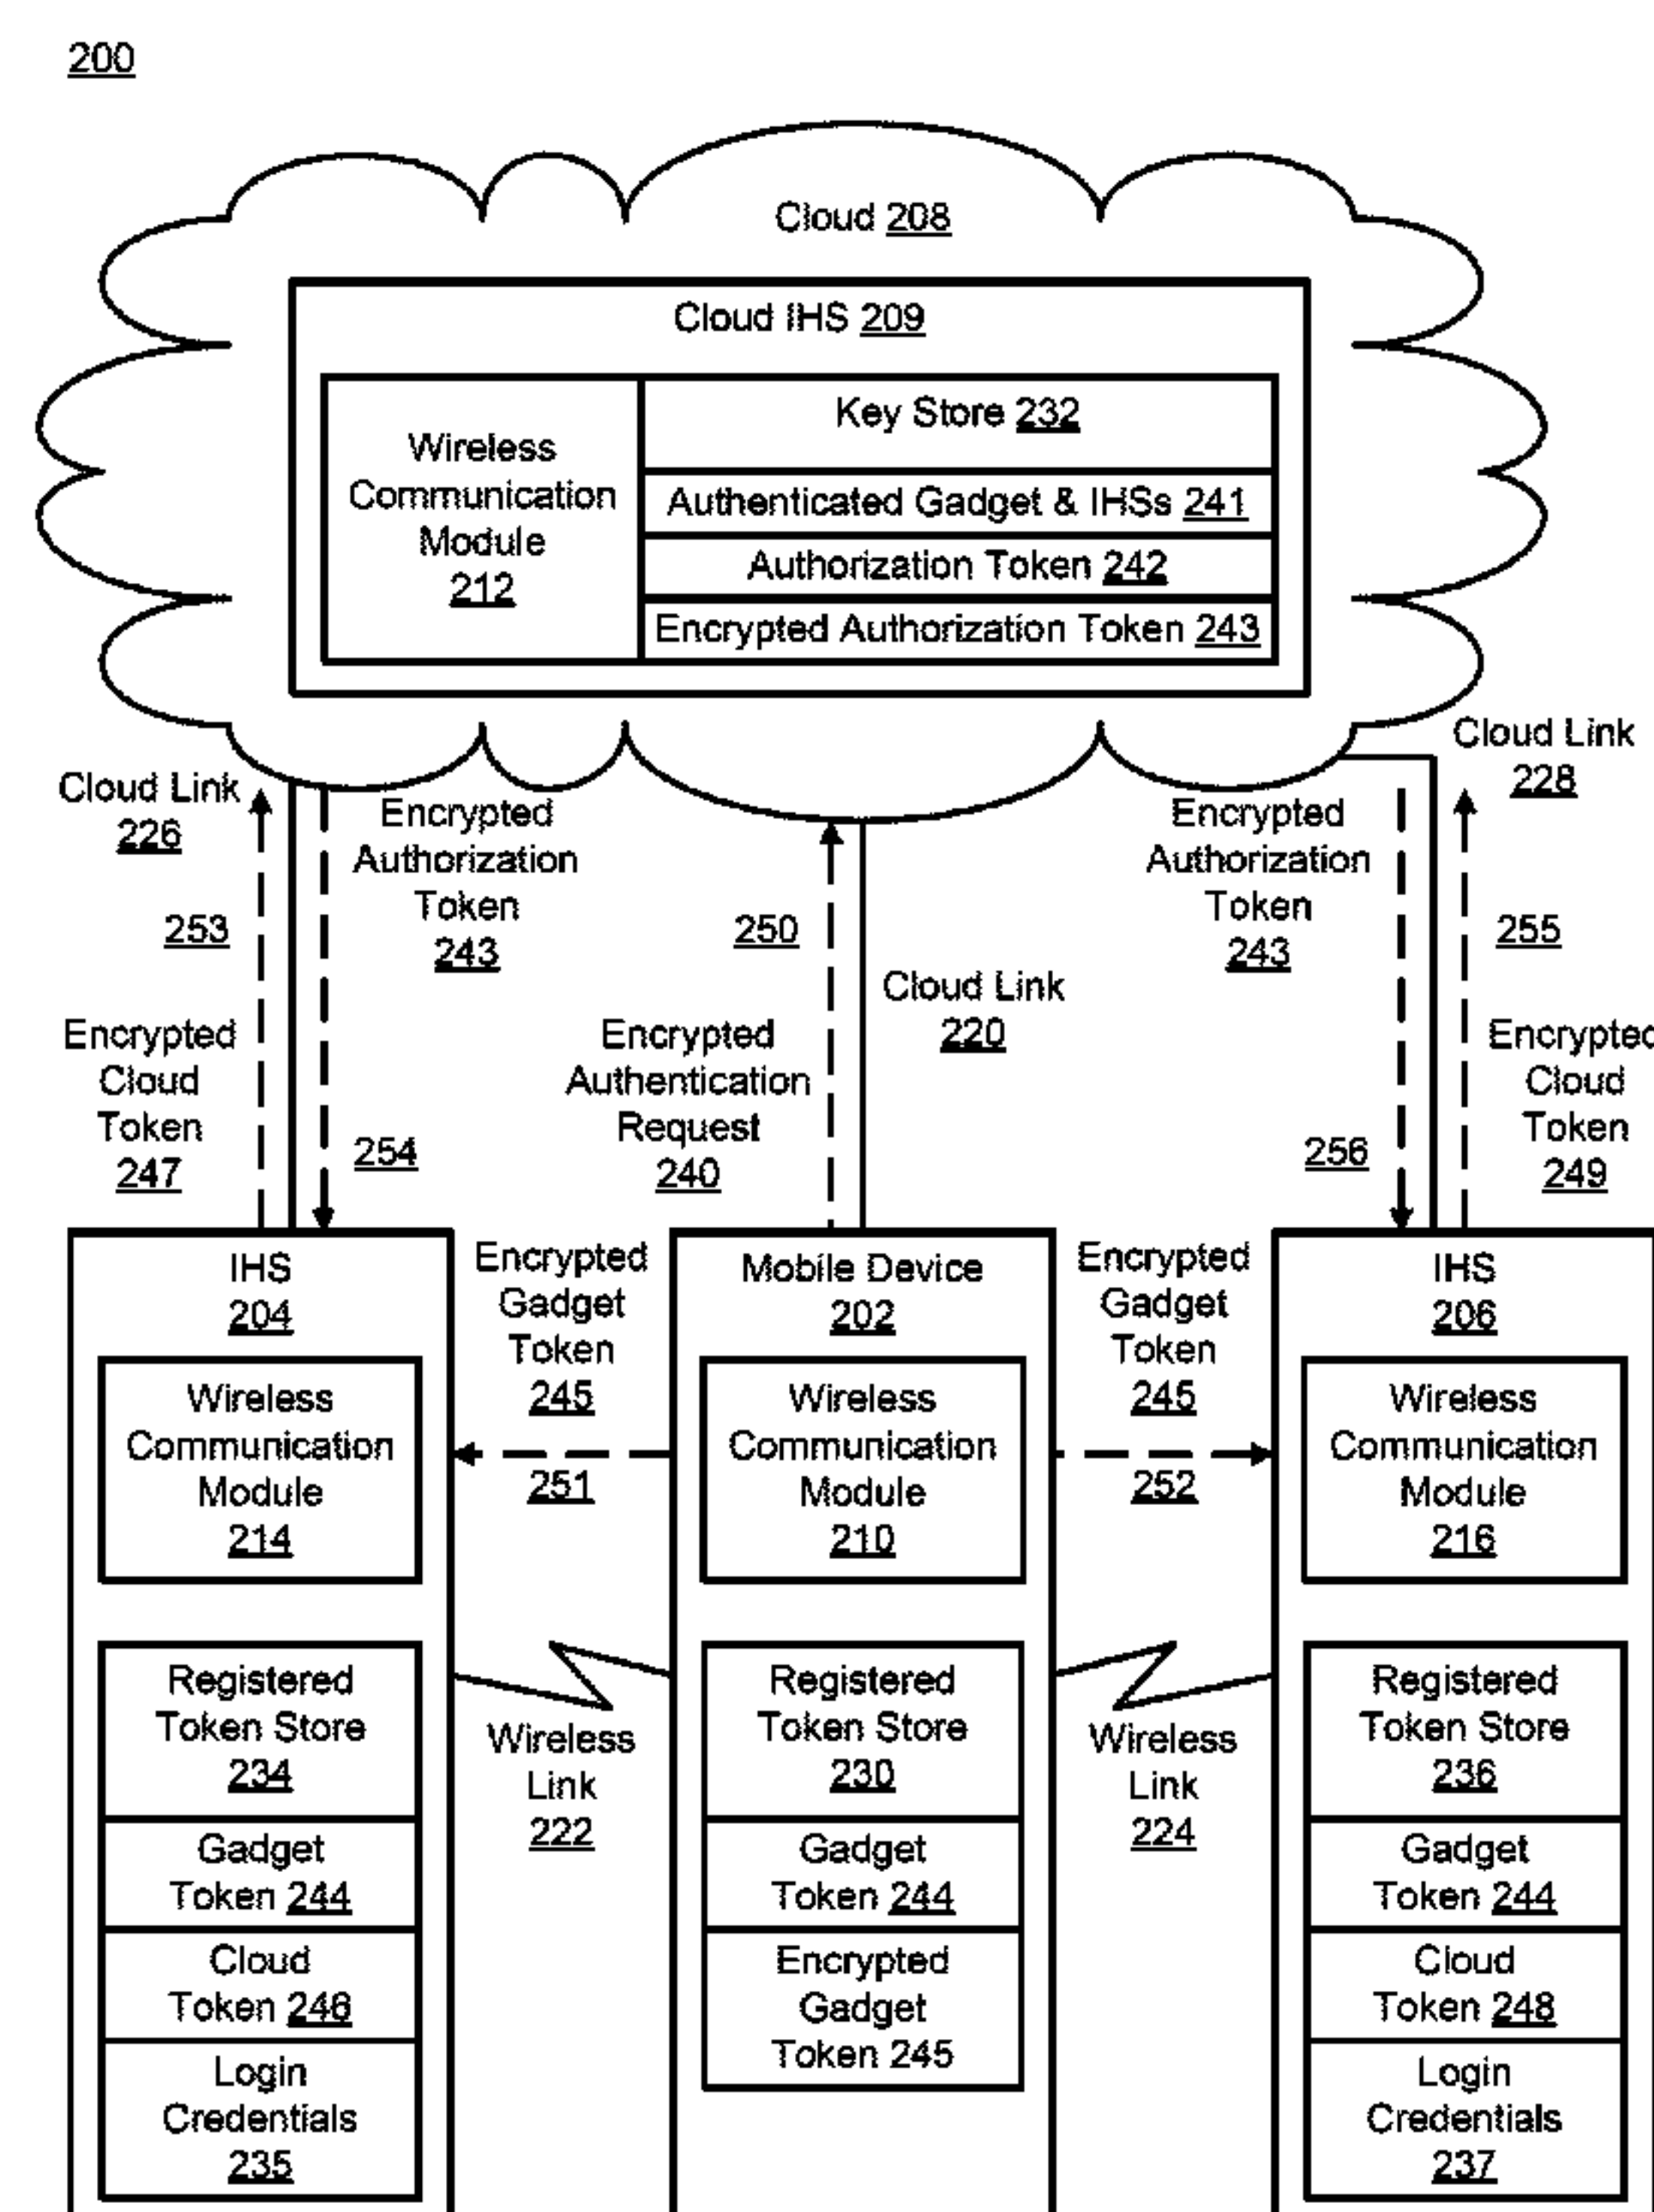 200
Cloud 208
Cloud IHS 209
Wireless
Communication
Module
212
Key Store 232
Authenticated Gadget & IHSs 241
Authorization Token 242
Encrypted Authorization Token 243
Cloud Link
226
253
Encrypted
Cloud
Token
247
Encrypted
Authorization
Token
243
254
250
Encrypted
Authentication
Request
240
Cloud Link
220
Encrypted
Authorization
Token
243
256
Cloud Link
228
255
Encrypted
Cloud
Token
249
IHS
204
Wireless
Communication
Module
214
Registered
Token Store
234
Gadget
Token 244
Cloud
Token 246
Login
Credentials
235
Encrypted
Gadget
Token
245
251
Wireless
Link
222
Mobile Device
202
Wireless
Communication
Module
210
Registered
Token Store
230
Gadget
Token 244
Encrypted
Gadget
Token 245
Encrypted
Gadget
Token
245
252
Wireless
Link
224
IHS
206
Wireless
Communication
Module
216
Registered
Token Store
236
Gadget
Token 244
Cloud
Token 248
Login
Credentials
237